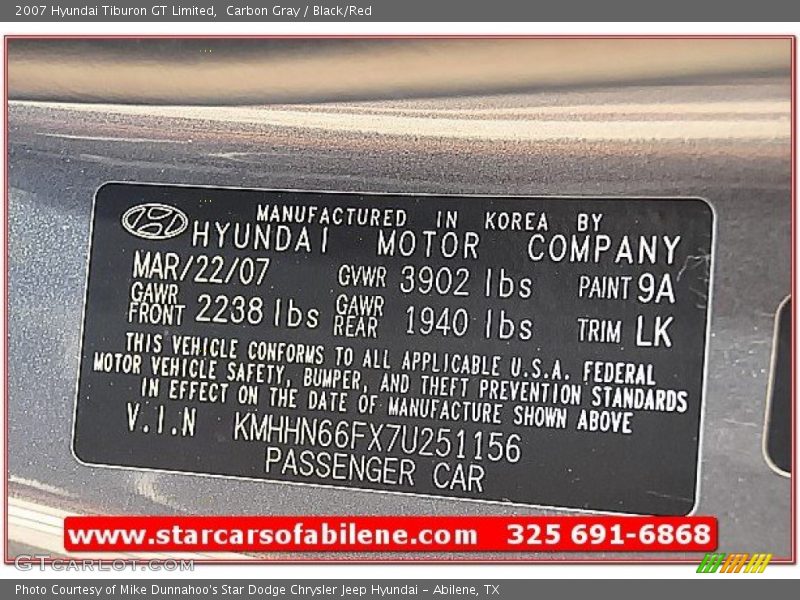 2007 Hyundai Tiburon GT Limited,  Carbon Gray / Black/Red
MANUFACTURED IN KOREA BY
HYUNDAI MOTOR COMPANY
MAR/22/07 GVWR 3902 lbs PAINT 9A
GAWR FRONT 2238 lbs GAWR REAR 1940 lbs TRIM LK
THIS VEHICLE CONFORMS TO ALL APPLICABLE U.S.A. FEDERAL
MOTOR VEHICLE SAFETY, BUMPER, AND THEFT PREVENTION STANDARDS
IN EFFECT ON THE DATE OF MANUFACTURE SHOWN ABOVE
V.I.N KMHHN66FX7U251156
PASSENGER CAR
www.starcarsofabilene.com 325 691-6868
GTCARLOT.COM
Photo Courtesy of Mike Dunnahoo's Star Dodge Chrysler Jeep Hyundai - Abilene, TX